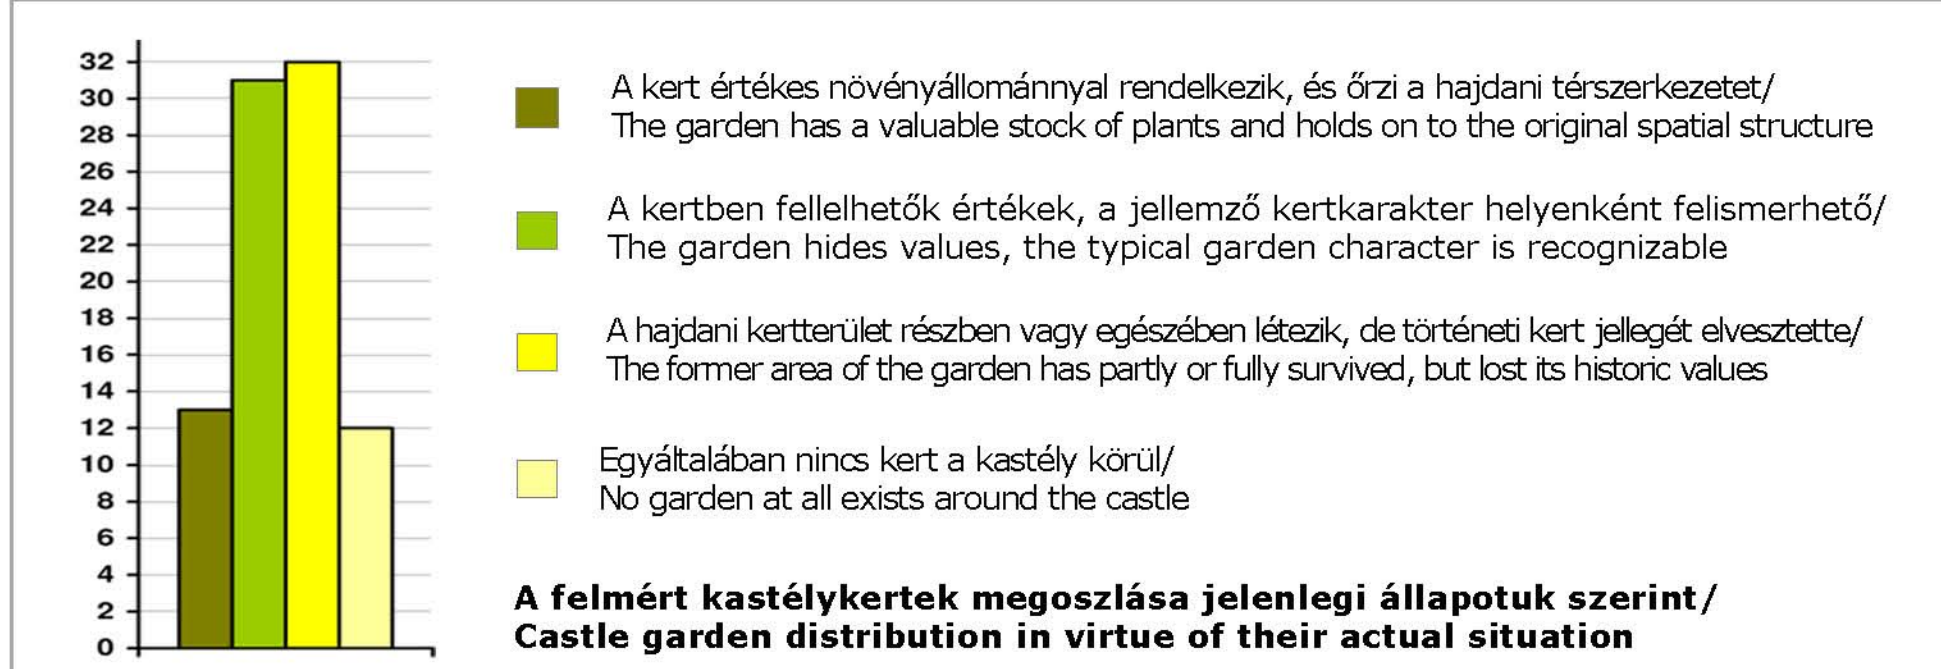 32
30
28
26
24
22
20
18
16
14
12
10
8
6
4
2
0
A kert értékes növényállománnyal rendelkezik, és őrzi a hajdani térszerkezetet/
The garden has a valuable stock of plants and holds on to the original spatial structure
A kertben fellelhetők értékek, a jellemző kertkarakter helyenként felismerhető/
The garden hides values, the typical garden character is recognizable
A hajdani kertterület részben vagy egészében létezik, de történeti kert jellegét elvesztette/
The former area of the garden has partly or fully survived, but lost its historic values
Egyáltalában nincs kert a kastély körül/
No garden at all exists around the castle
A felmért kastélykertek megoszlása jelenlegi állapotuk szerint/
Castle garden distribution in virtue of their actual situation